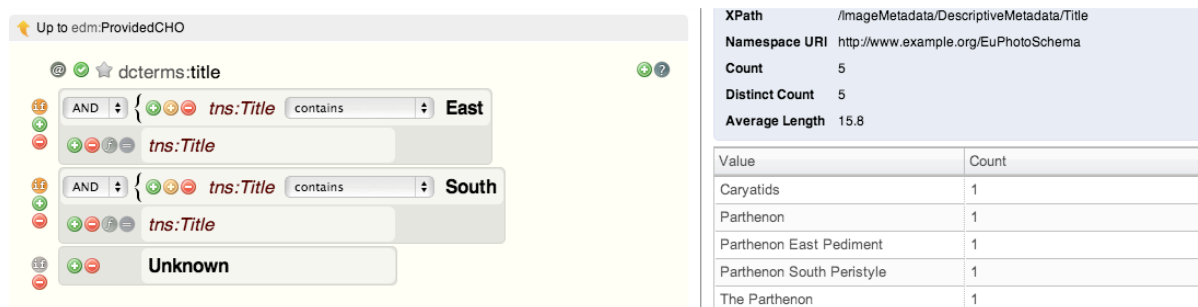 Up to edm:ProvidedCHO
@ dcterms:title
if AND { tns:Title contains East
tns:Title
if AND { tns:Title contains South
tns:Title
if Unknown
XPath /ImageMetadata/DescriptiveMetadata/Title
Namespace URI http://www.example.org/EuPhotoSchema
Count 5
Distinct Count 5
Average Length 15.8
Value Count
Caryatids 1
Parthenon 1
Parthenon East Pediment 1
Parthenon South Peristyle 1
The Parthenon 1